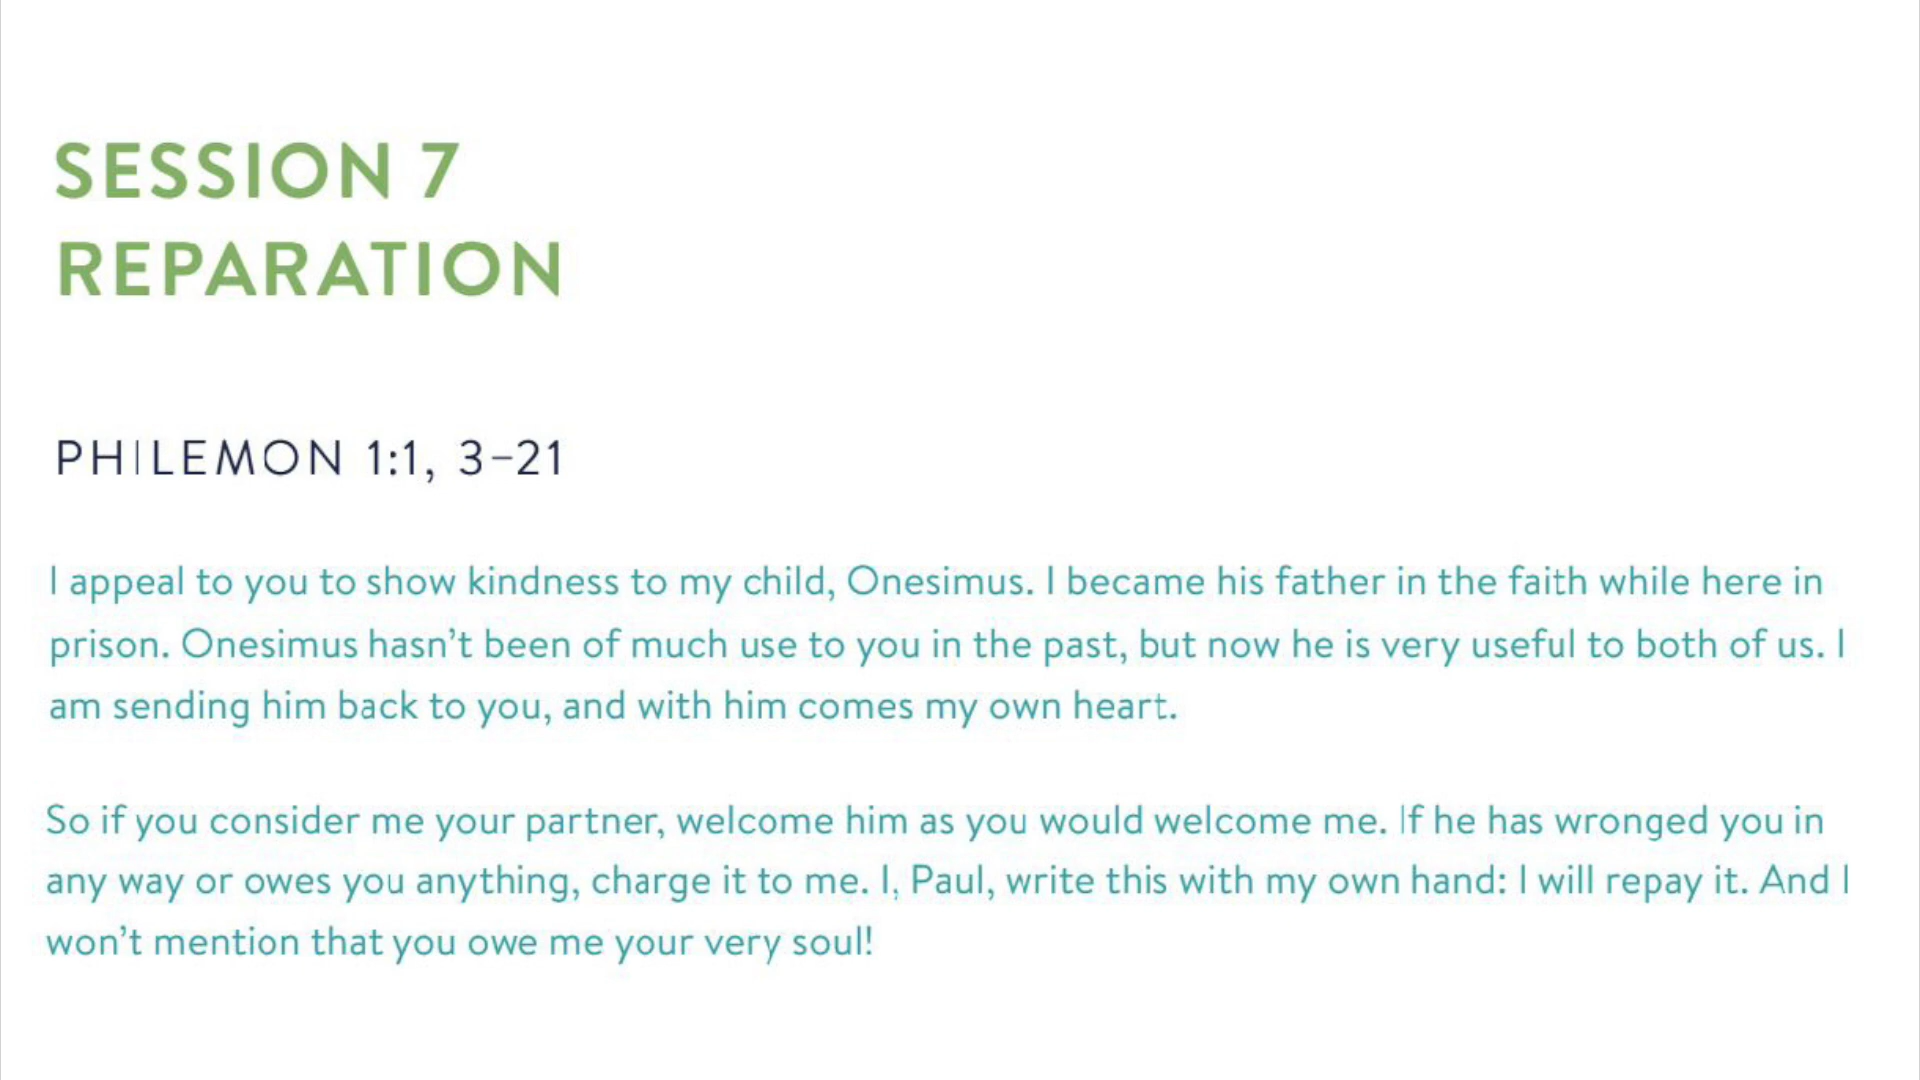 SESSION 7
REPARATION
PHILEMON 1:1, 3–21
I appeal to you to show kindness to my child, Onesimus. I became his father in the faith while here in
prison. Onesimus hasn’t been of much use to you in the past, but now he is very useful to both of us. I
am sending him back to you, and with him comes my own heart.
So if you consider me your partner, welcome him as you would welcome me. If he has wronged you in
any way or owes you anything, charge it to me. I, Paul, write this with my own hand: I will repay it. And I
won’t mention that you owe me your very soul!